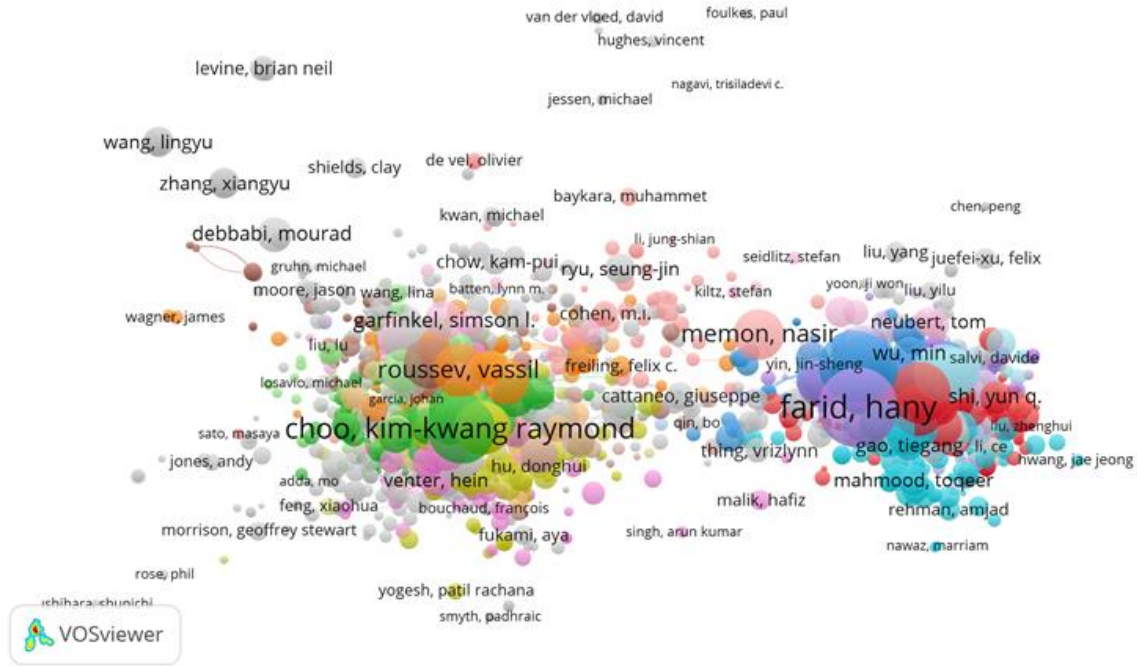 van der vloed, david
foulkes, paul
hughes, vincent
levine, brian neil
nagavi, trisiladevi c.
jessen, michael
wang, lingyu
de vel, olivier
shields, clay
zhang, xiangyu
baykara, muhammet
chen, peng
kwan, michael
debbabi, mourad
li, jung-shian
liu, yang
seidlitz, stefan
juefei-xu, felix
chow, kam-pui
gruhn, michael
ryu, seung-jin
yoon, ji won
moore, jason
wang, lina
batten, lynn m.
kiltz, stefan
liu, yilu
wagner, james
garfinkel, simson l.
cohen, m.i.
neubert, tom
memon, nasir
liu, lu
wu, min
salvi, davide
roussev, vassil
freiling, felix c.
yin, jin-sheng
losavio, michael
garcia, johan
cattaneo, giuseppe
farid, hany
shi, yun q.
choo, kim-kwang raymond
qin, bo
liu, zhenghui
sato, masaya
gao, tiegang
li, ce
thing, vrizlynn
jones, andy
hu, donghui
hwang, jae jeong
adda, mo
venter, hein
mahmood, toqeer
feng, xiaohua
bouchaud, francois
malik, hafiz
rehman, amjad
morrison, geoffrey stewart
fukami, aya
singh, arun kumar
nawaz, marriam
rose, phil
yogesh, patil rachana
smyth, padhraic
VOSviewer